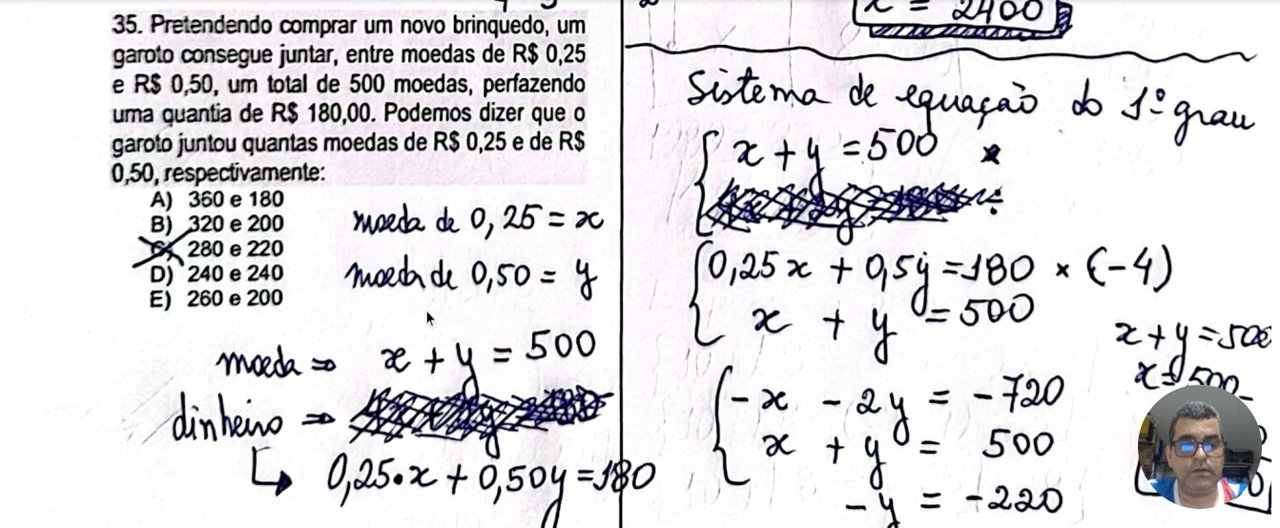 35. Pretendendo comprar um novo brinquedo, um
garoto consegue juntar, entre moedas de R$ 0,25
e R$ 0,50, um total de 500 moedas, perfazendo
uma quantia de R$ 180,00. Podemos dizer que o
garoto juntou quantas moedas de R$ 0,25 e de R$
0,50, respectivamente:
A) 360 e 180
B) 320 e 200
C) 280 e 220
D) 240 e 240
E) 260 e 200
moeda de 0,25 = x
moeda de 0,50 = y
moeda ⇒ x + y = 500
dinheiro ⇒
↳ 0,25•x + 0,50y = 180
x = 2400
Sistema de equação do 1º grau
x + y = 500
÷
0,25x + 0,5y = 180 × (-4)
x + y = 500
-x - 2y = -720
x + y = 500
-y = -220
x + y = 500